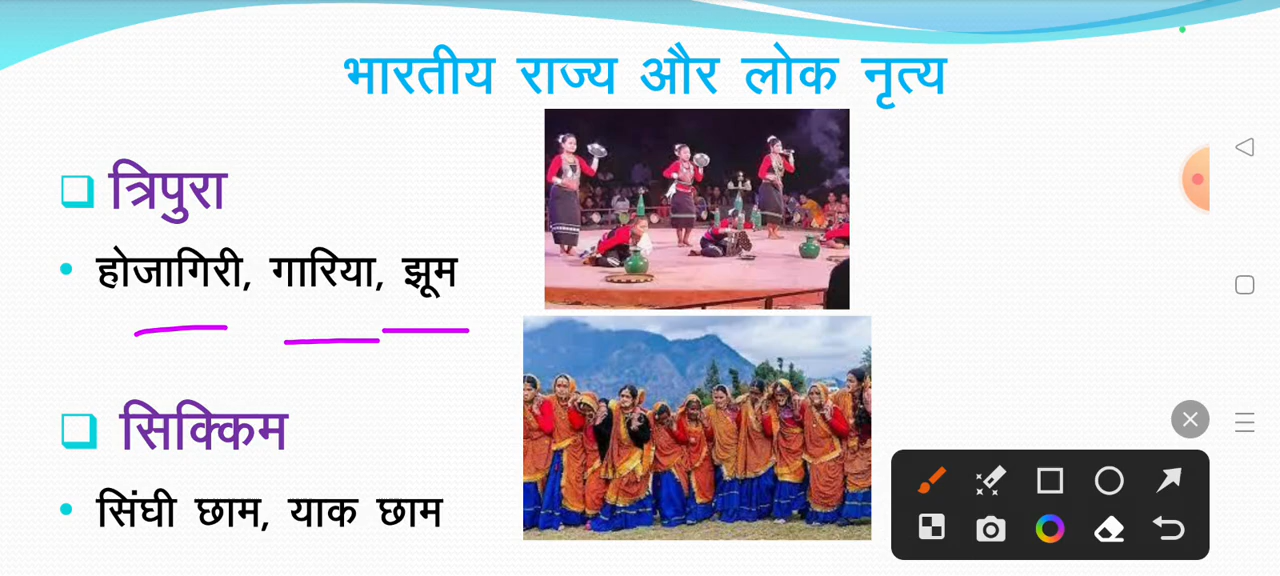 भारतीय राज्य और लोक नृत्य
त्रिपुरा
होजागिरी, गारिया, झूम
सिक्किम
सिंघी छाम, याक छाम